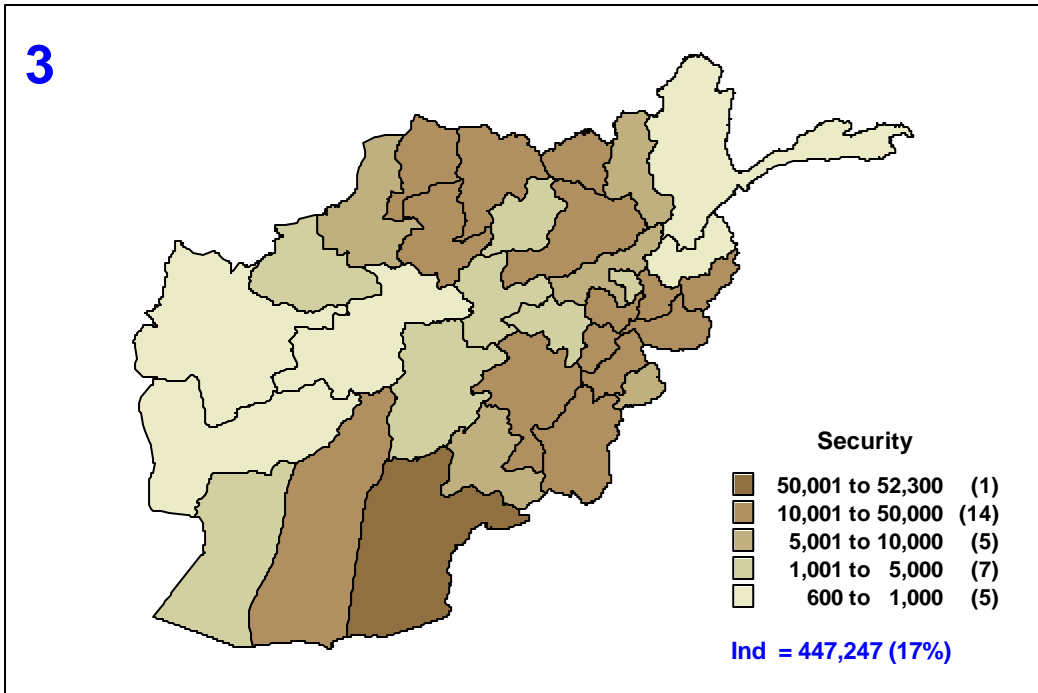 3
Security
50,001 to 52,300 (1)
10,001 to 50,000 (14)
5,001 to 10,000 (5)
1,001 to 5,000 (7)
600 to 1,000 (5)
Ind = 447,247 (17%)